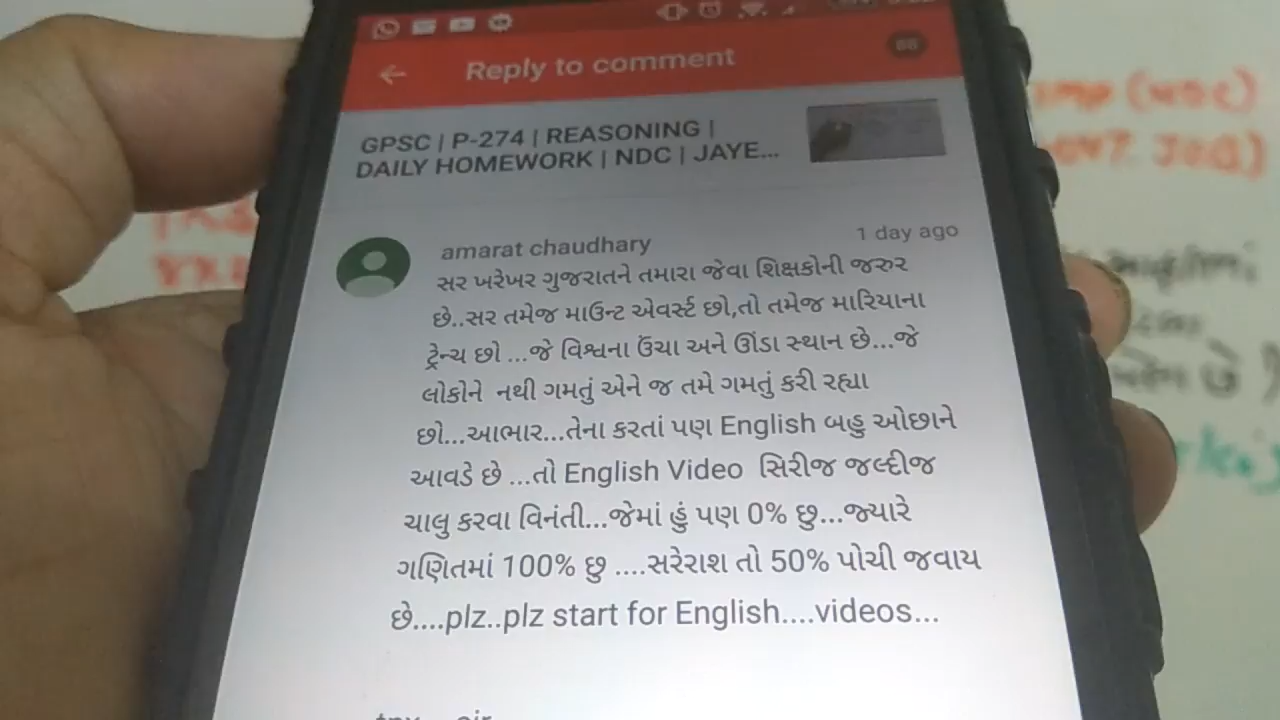 Reply to comment
GPSC | P-274 | REASONING |
DAILY HOMEWORK | NDC | JAYE...
amarat chaudhary
1 day ago
સર ખરેખર ગુજરાતને તમારા જેવા શિક્ષકોની જરુર
છે..સર તમેજ માઉન્ટ એવર્સ્ટ છો,તો તમેજ મારિયાના
ટ્રેન્ચ છો ...જે વિશ્વના ઉંચા અને ઊંડા સ્થાન છે...જે
લોકોને નથી ગમતું એને જ તમે ગમતું કરી રહ્યા
છો...આભાર...તેના કરતાં પણ English બહુ ઓછાને
આવડે છે ...તો English Video સિરીજ જલ્દીજ
ચાલુ કરવા વિનંતી...જેમાં હું પણ 0% છુ...જ્યારે
ગણિતમાં 100% છુ ....સરેરાશ તો 50% પોચી જવાય
છે....plz..plz start for English....videos...